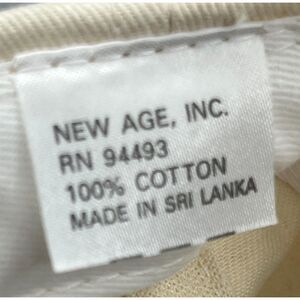 NEW AGE, INC.
RN 94493
100% COTTON
MADE IN SRI LANKA